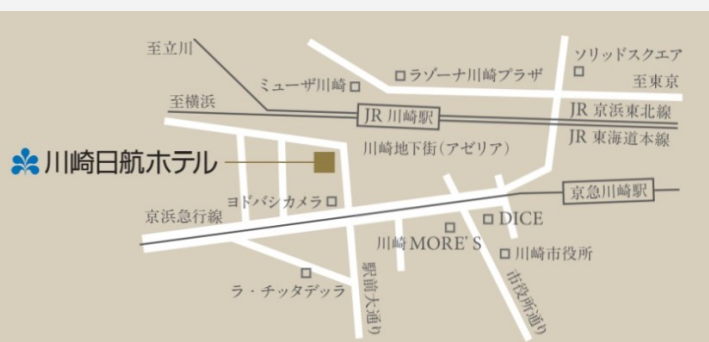 至立川
ソリッドスクエア
ラゾーナ川崎プラザ
ミューザ川崎
至東京
至横浜
JR 川崎駅
JR 京浜東北線
JR 東海道本線
川崎地下街(アゼリア)
川崎日航ホテル
京急川崎駅
ヨドバシカメラ
京浜急行線
DICE
川崎 MORE'S
川崎市役所
ラ・チッタデッラ
駅前大通り
市役所通り